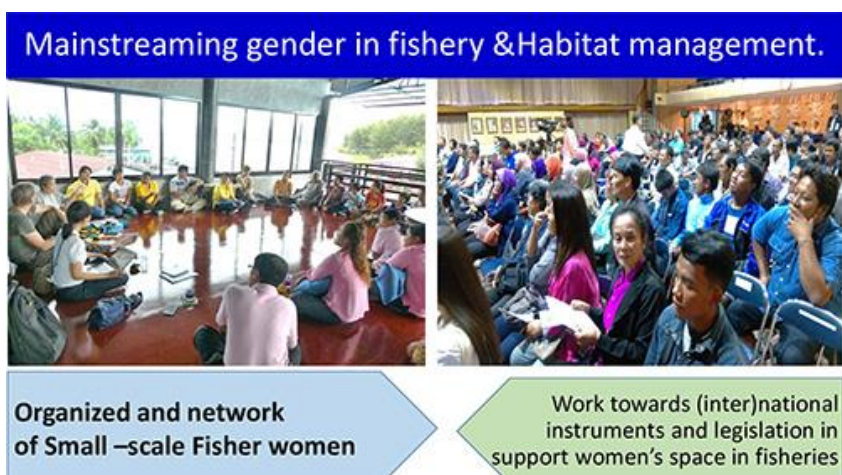 Mainstreaming gender in fishery &Habitat management.
Organized and network
of Small –scale Fisher women
Work towards (inter)national
instruments and legislation in
support women's space in fisheries